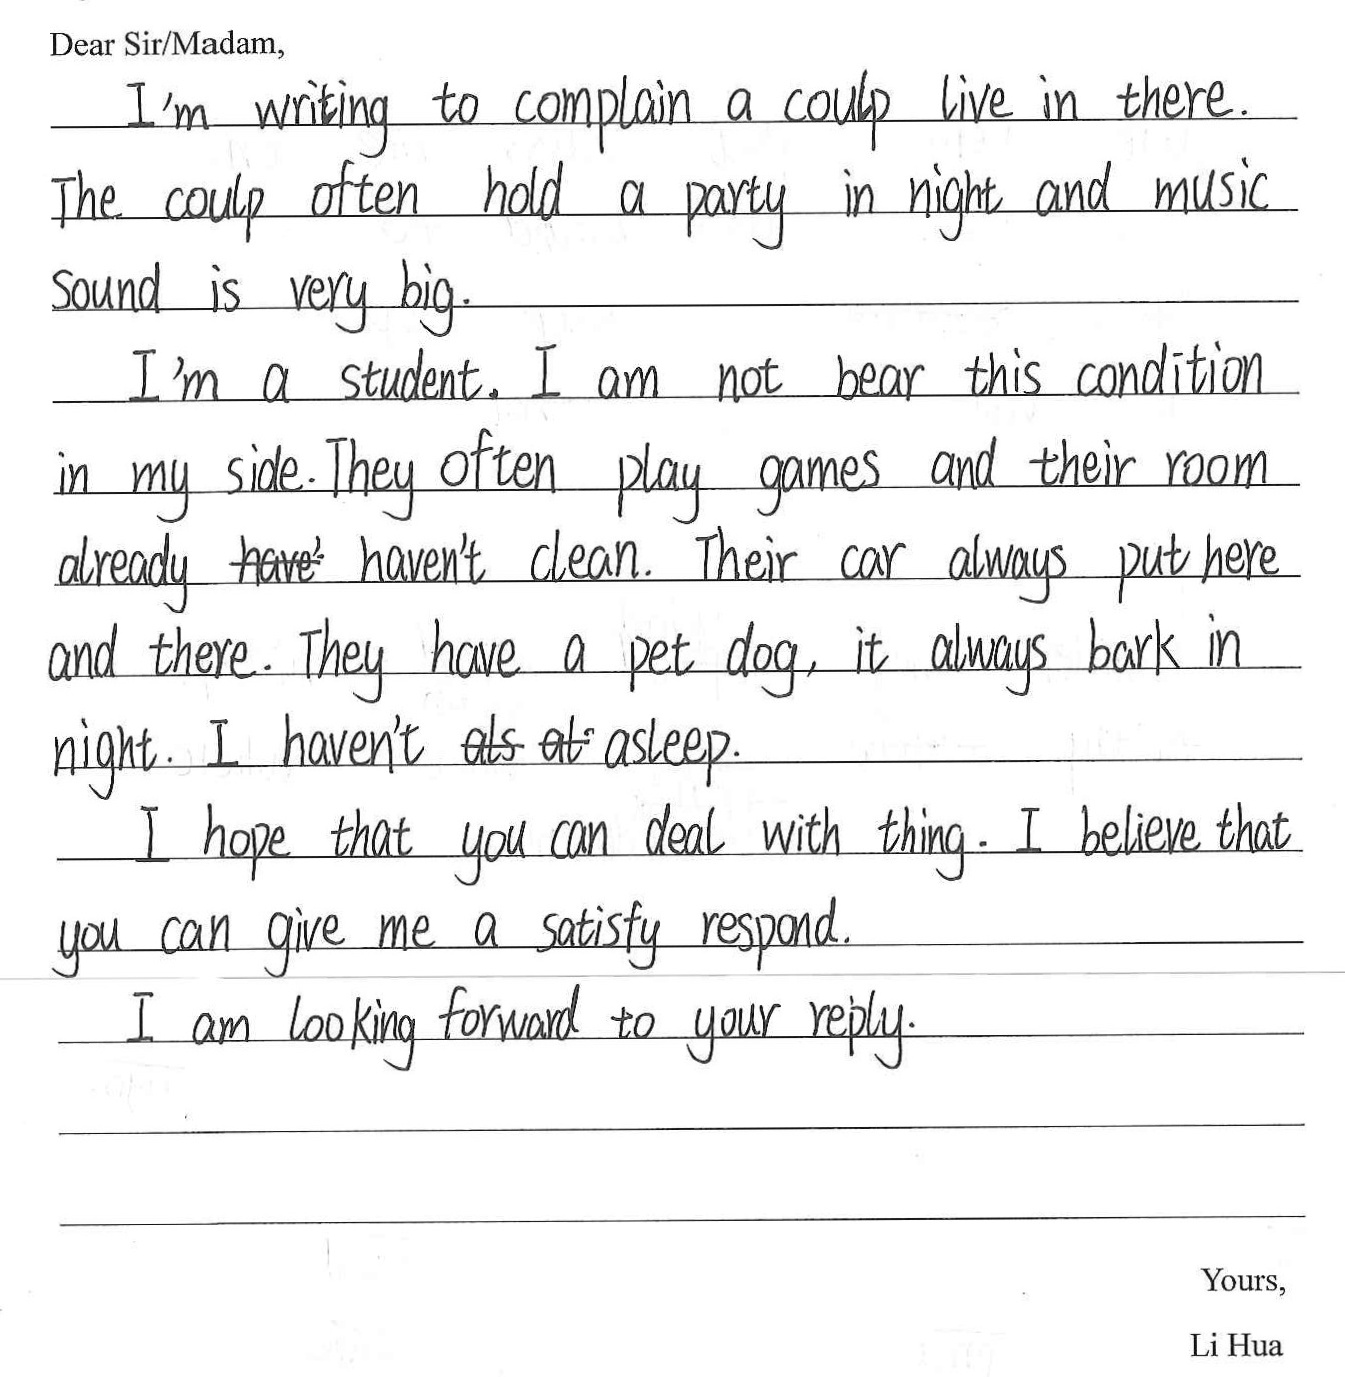 Dear Sir/Madam,
I'm writing to complain a coulp live in there.
The coulp often hold a party in night and music
sound is very big.
I'm a student. I am not bear this condition
in my side. They often play games and their room
already have' haven't clean. Their car always put here
and there. They have a pet dog, it always bark in
night. I haven't als at asleep.
I hope that you can deal with thing. I believe that
you can give me a satisfy respond.
I am looking forward to your reply.
Yours,
Li Hua